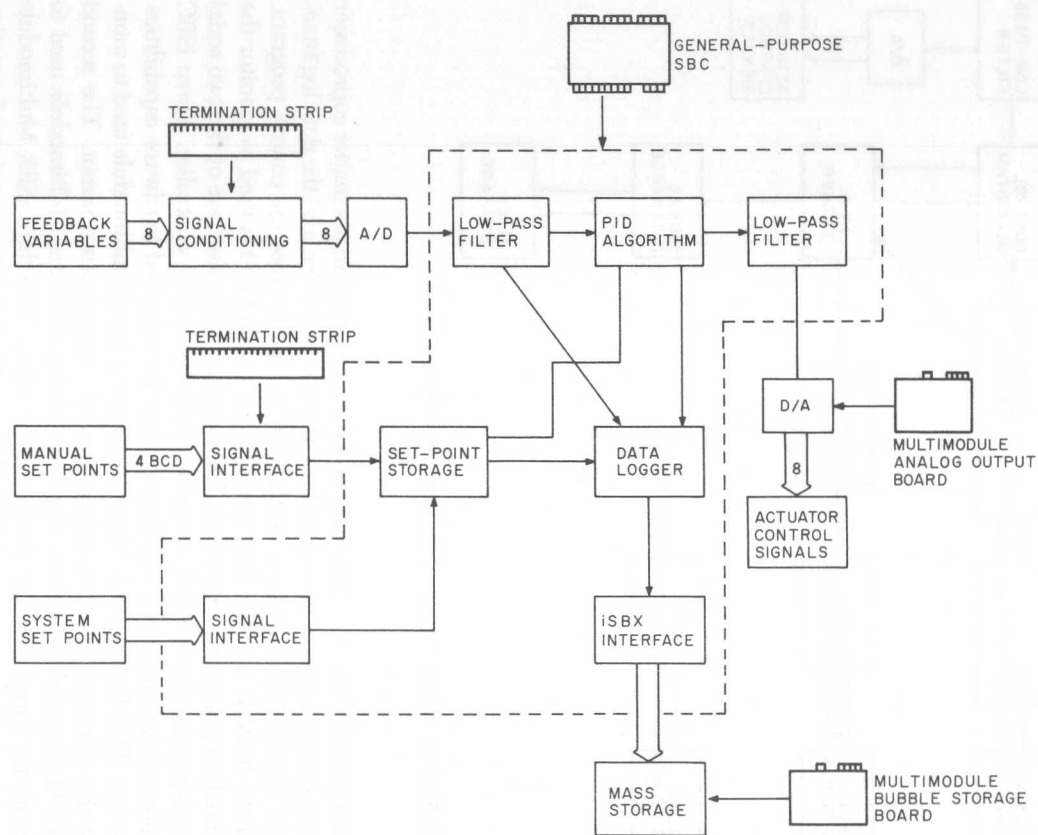 GENERAL-PURPOSE
SBC
TERMINATION STRIP
FEEDBACK
VARIABLES
8
SIGNAL
CONDITIONING
8
A/D
LOW-PASS
FILTER
PID
ALGORITHM
LOW-PASS
FILTER
TERMINATION STRIP
D/A
MULTIMODULE
ANALOG OUTPUT
BOARD
MANUAL
SET POINTS
4 BCD
SIGNAL
INTERFACE
SET-POINT
STORAGE
DATA
LOGGER
8
ACTUATOR
CONTROL
SIGNALS
SYSTEM
SET POINTS
SIGNAL
INTERFACE
iSBX
INTERFACE
MASS
STORAGE
MULTIMODULE
BUBBLE STORAGE
BOARD